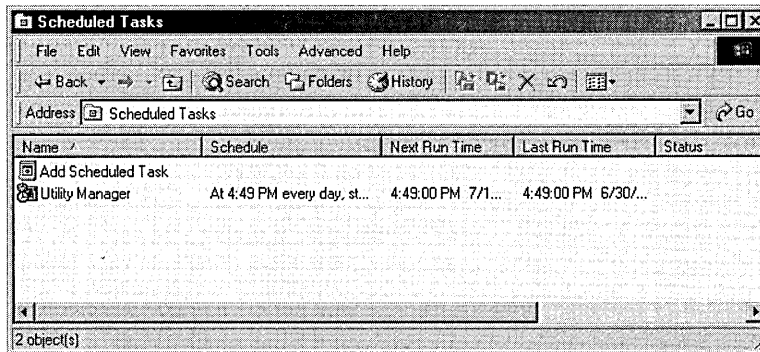 Scheduled Tasks
File Edit View Favorites Tools Advanced Help
Back Search Folders History
Address Scheduled Tasks Go
Name Schedule Next Run Time Last Run Time Status
Add Scheduled Task
Utility Manager At 4:49 PM every day, st... 4:49:00 PM 7/1... 4:49:00 PM 6/30/...
2 object(s)